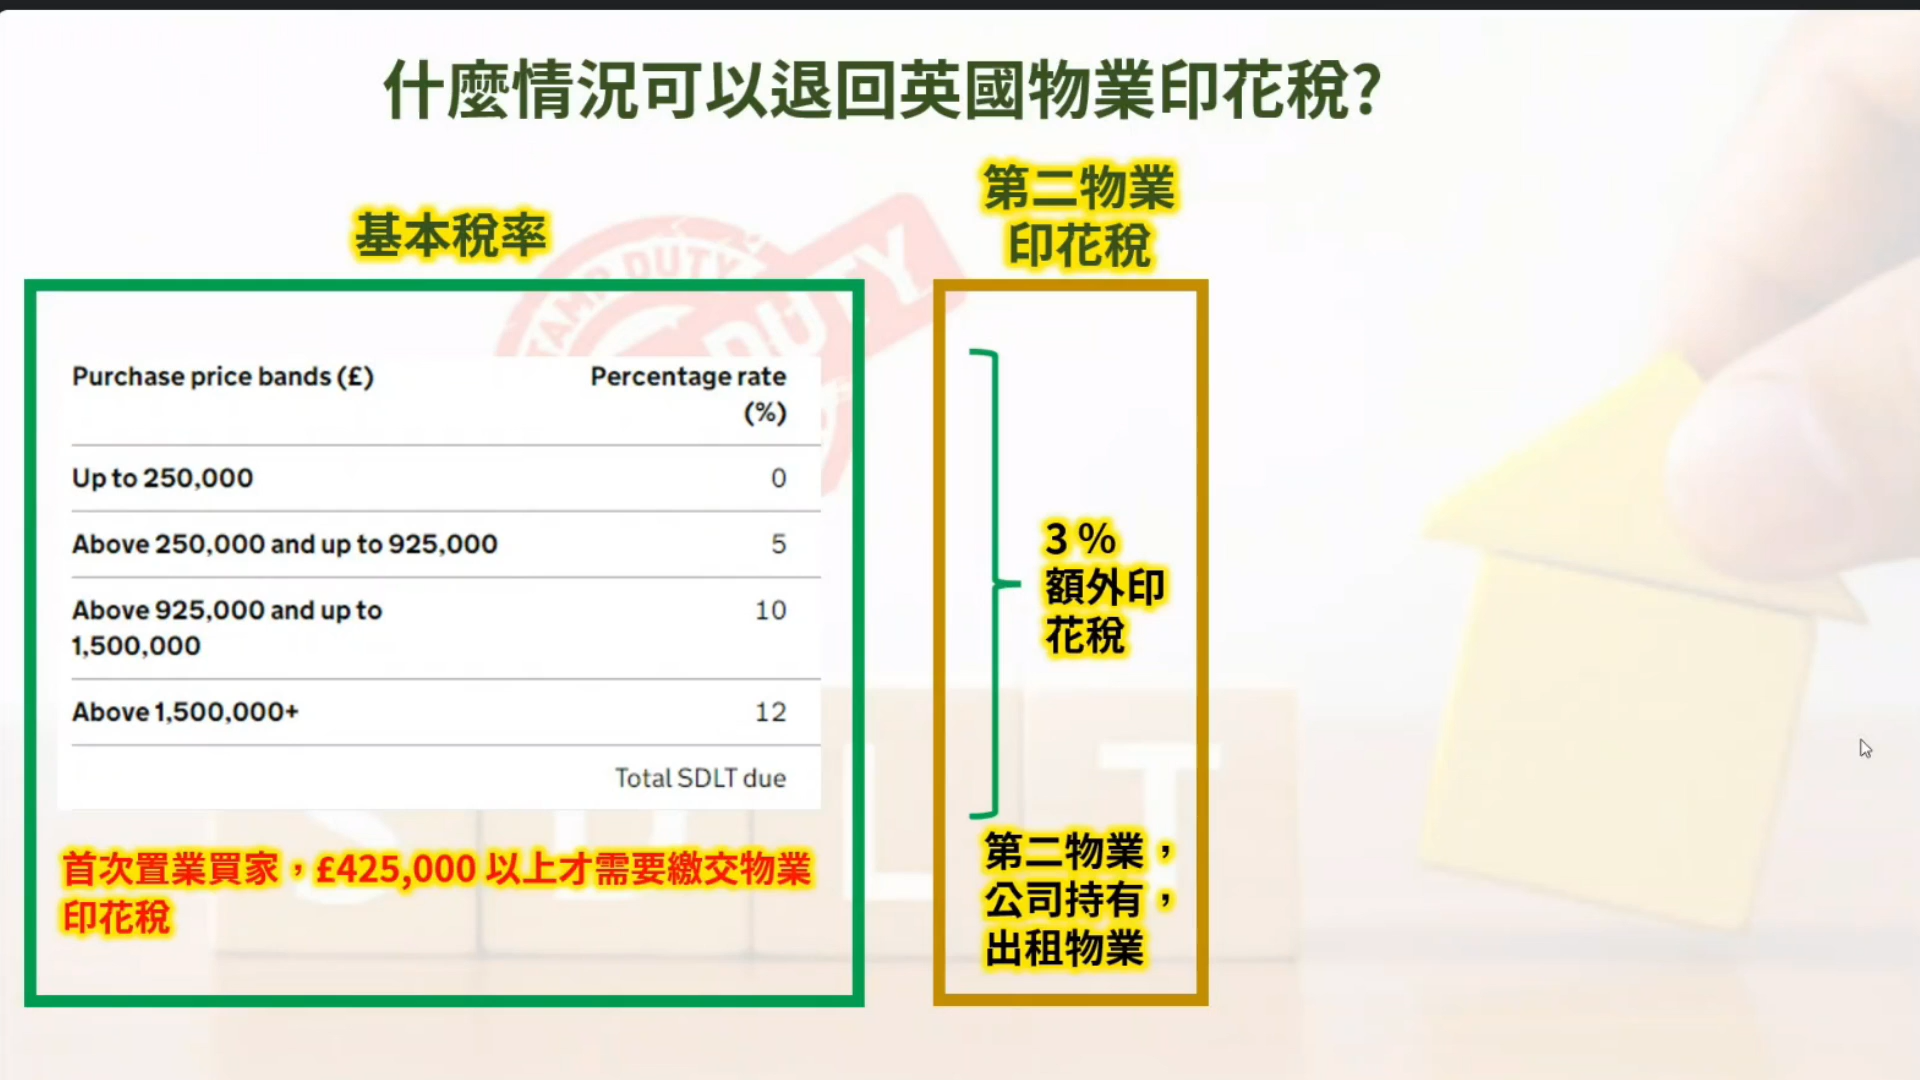 什麼情況可以退回英國物業印花稅?
基本稅率
第二物業
印花稅
Purchase price bands (£)
Percentage rate
(%)
Up to 250,000
0
Above 250,000 and up to 925,000
5
Above 925,000 and up to
1,500,000
10
Above 1,500,000+
12
Total SDLT due
首次置業買家，£425,000 以上才需要繳交物業
印花稅
3 %
額外印
花稅
第二物業，
公司持有，
出租物業
STAMP DUTY
DUTY
S D L T